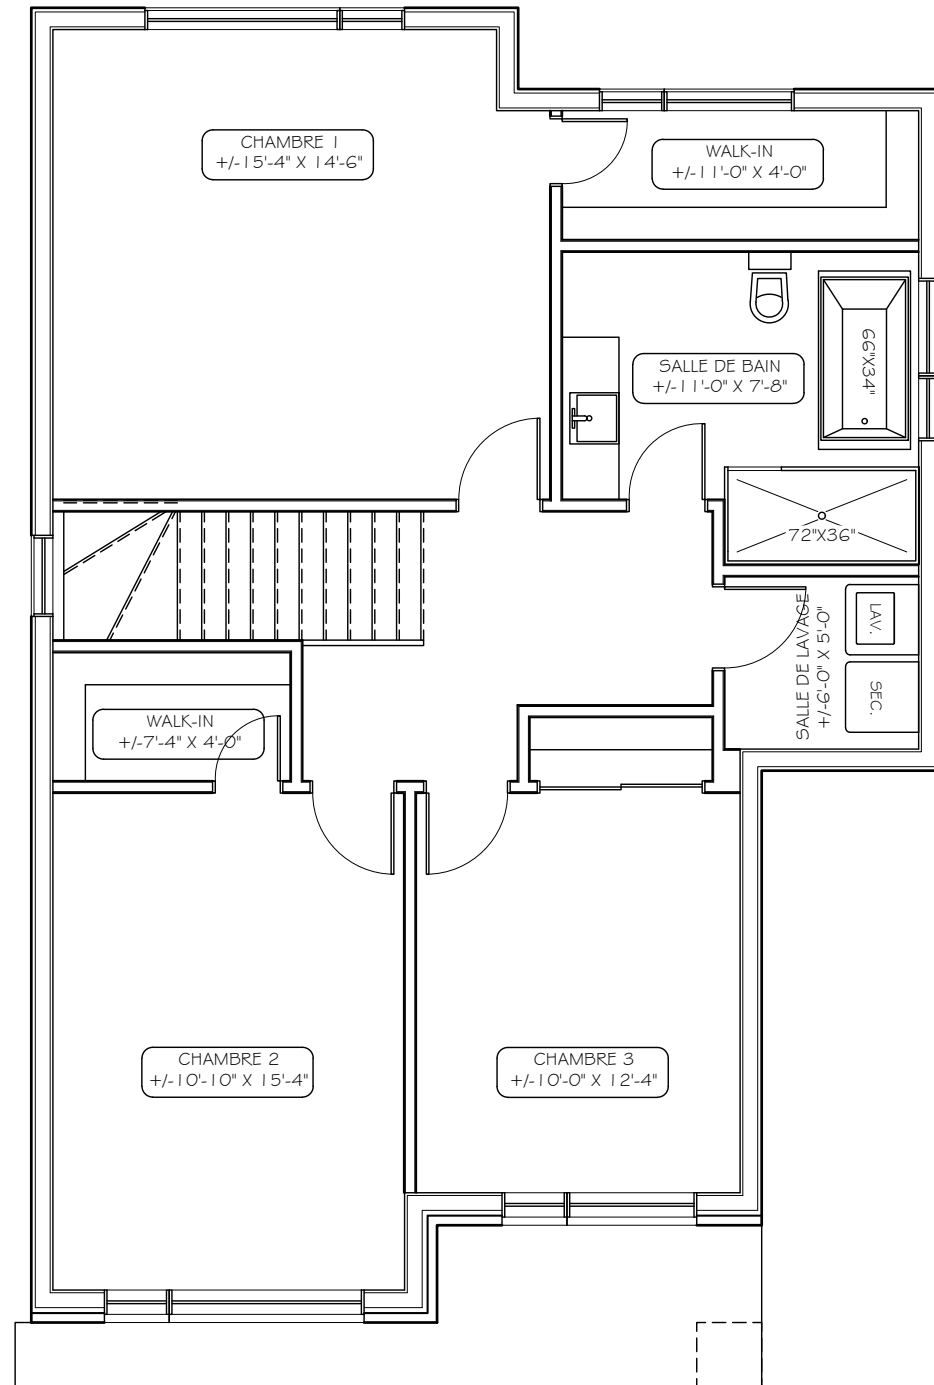 CHAMBRE 1
+/-15'-4" X 14'-6"
WALK-IN
+/-11'-0" X 4'-0"
SALLE DE BAIN
+/-11'-0" X 7'-8"
66"X34"
72"X36"
SALLE DE LAVAGE
+/-6'-0" X 5'-0"
LAV.
SEC.
WALK-IN
+/-7'-4" X 4'-0"
CHAMBRE 2
+/-10'-10" X 15'-4"
CHAMBRE 3
+/-10'-0" X 12'-4"